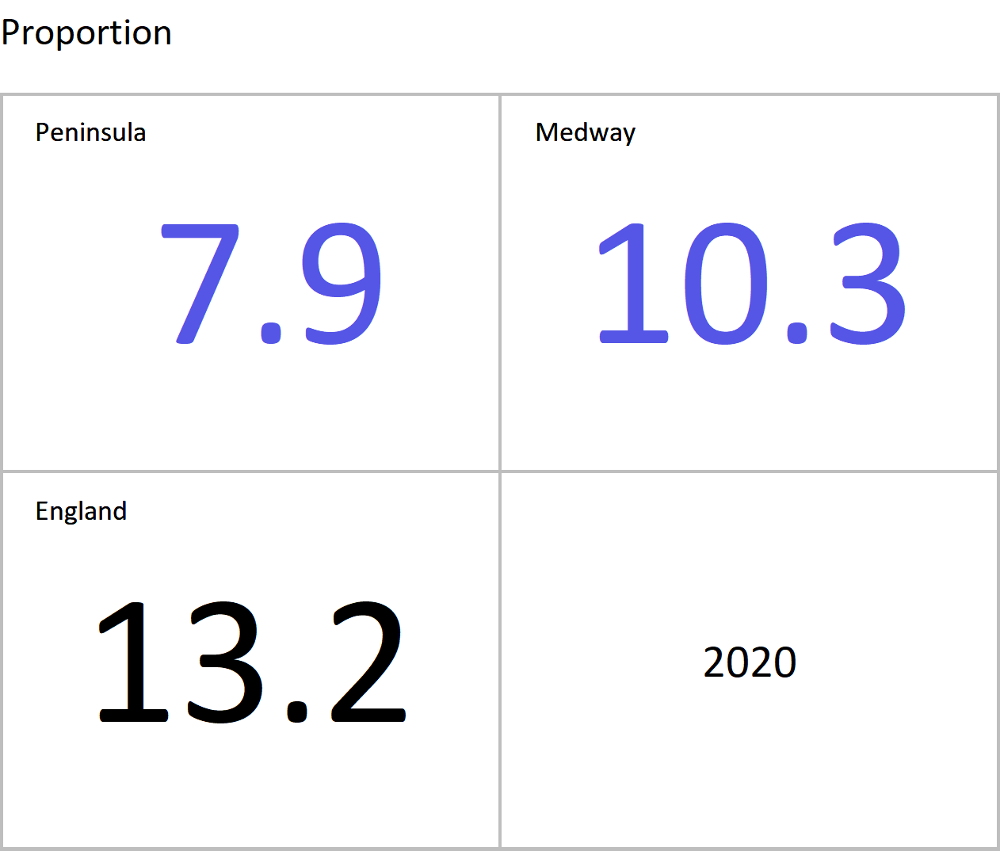 Proportion
Peninsula
7.9
Medway
10.3
England
13.2
2020